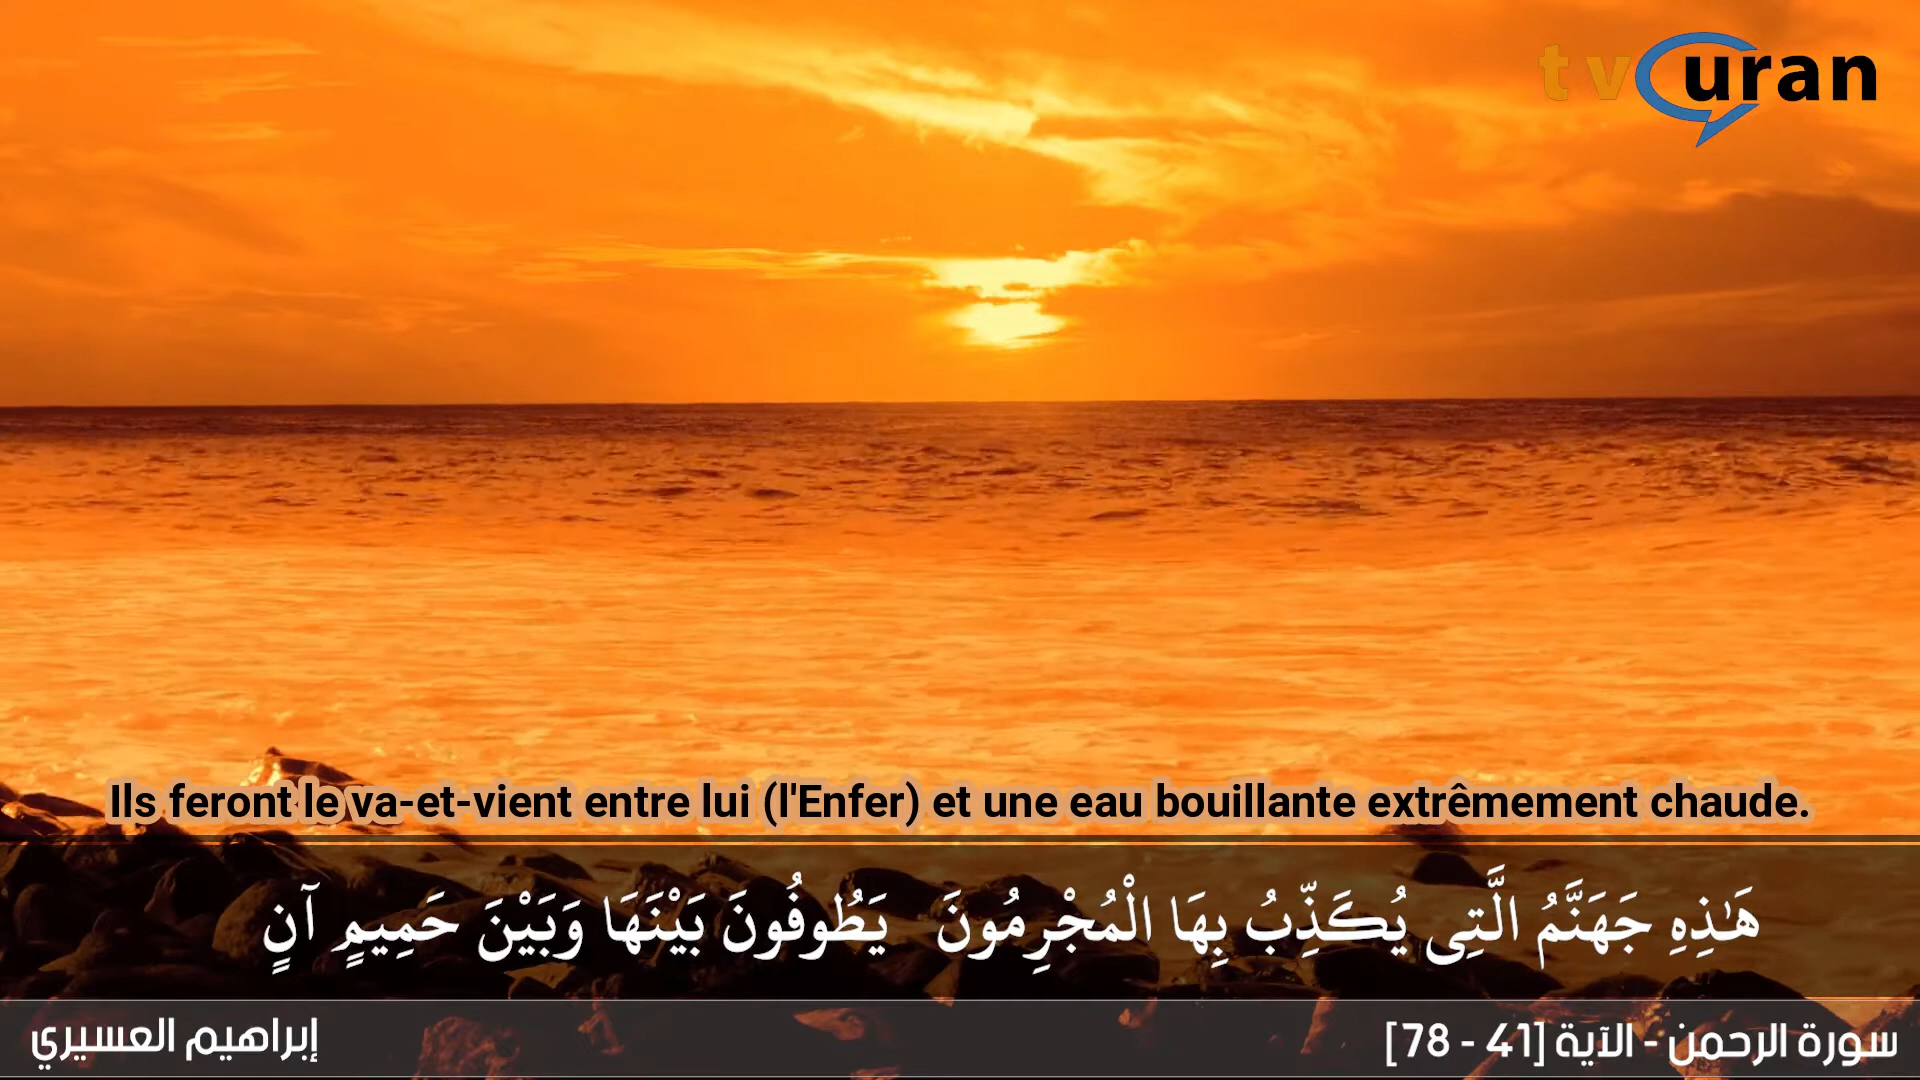 tvQuran
Ils feront le va-et-vient entre lui (l'Enfer) et une eau bouillante extrêmement chaude.
هَـٰذِهِ جَهَنَّمُ الَّتِي يُكَذِّبُ بِهَا الْمُجْرِمُونَ يَطُوفُونَ بَيْنَهَا وَبَيْنَ حَمِيمٍ آنٍ
سورة الرحمن - الآية [41 - 78]
إبراهيم العسيري